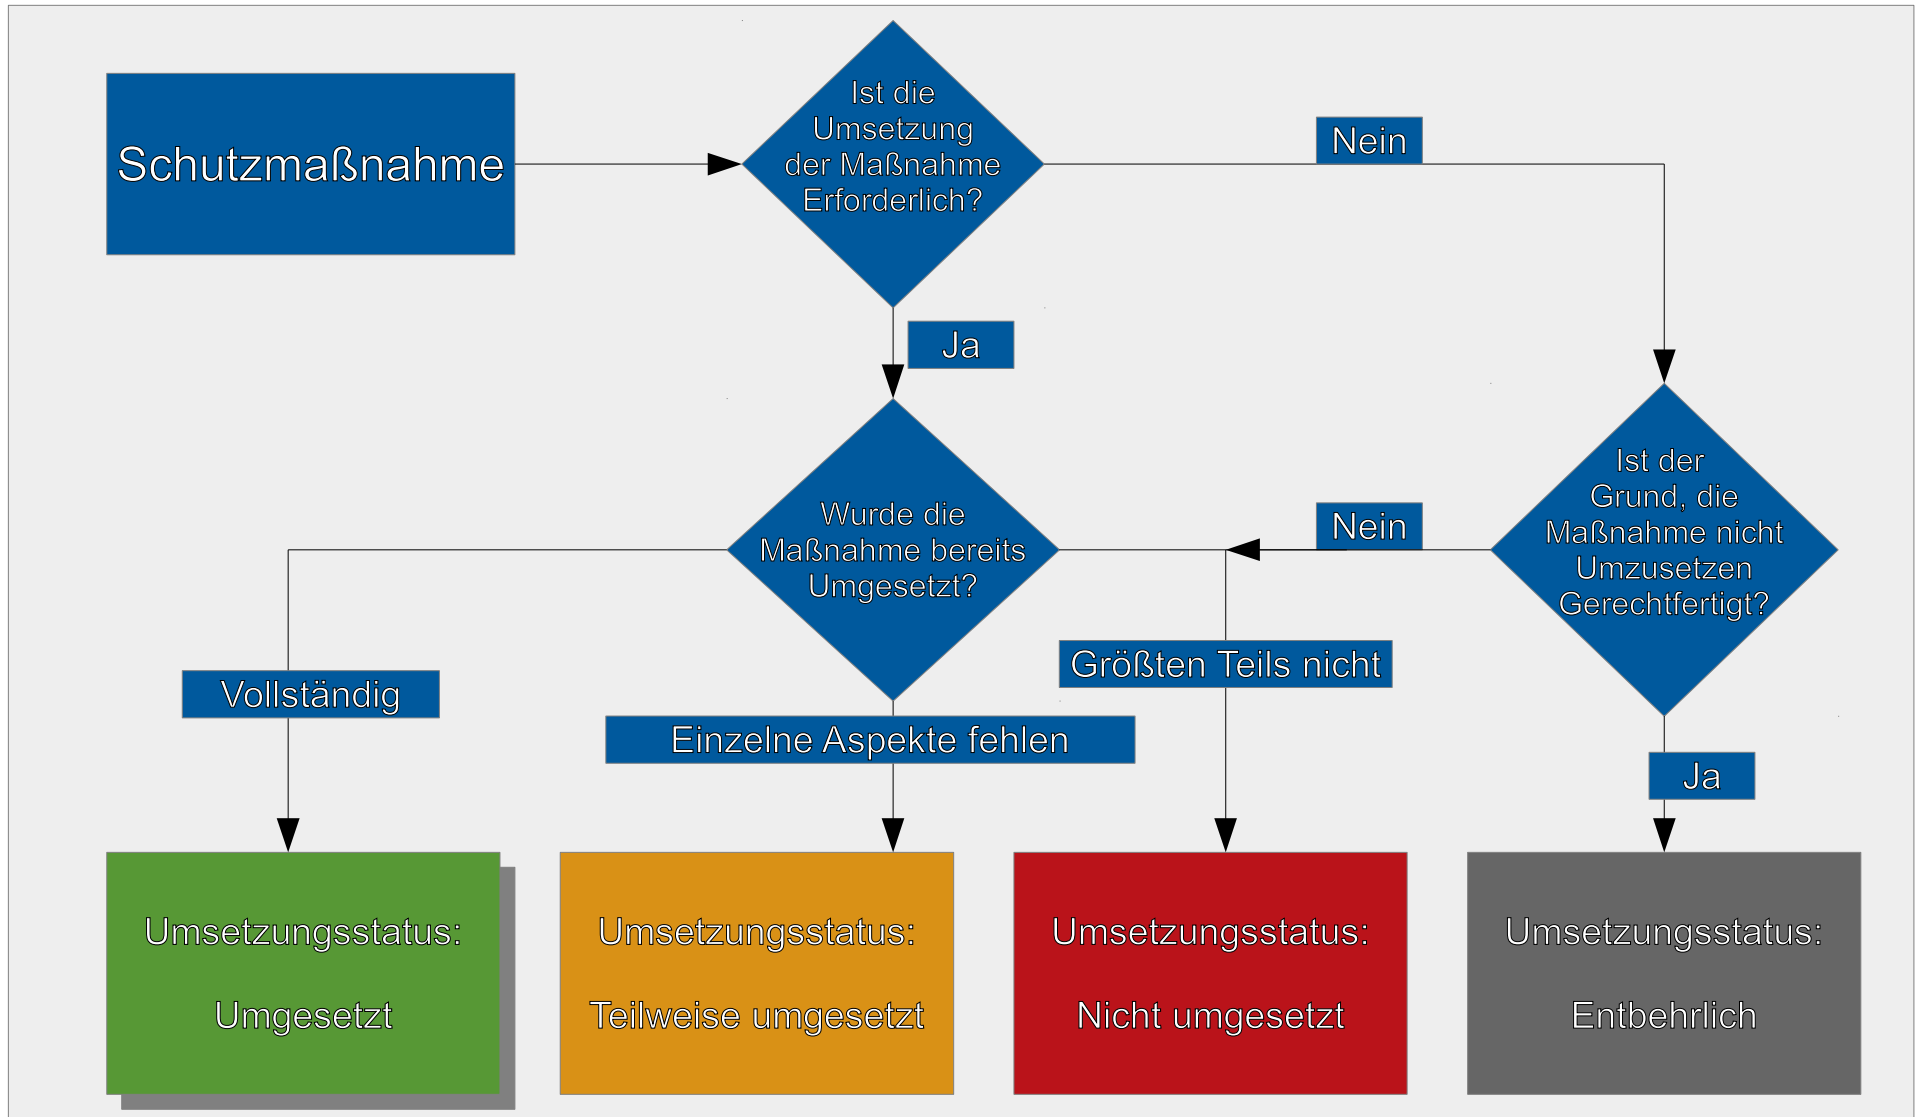 Schutzmaßnahme
Ist die
Umsetzung
der Maßnahme
Erforderlich?
Nein
Ja
Wurde die
Maßnahme bereits
Umgesetzt?
Nein
Ist der
Grund, die
Maßnahme nicht
Umzusetzen
Gerechtfertigt?
Vollständig
Einzelne Aspekte fehlen
Größten Teils nicht
Ja
Umsetzungsstatus:
Umgesetzt
Umsetzungsstatus:
Teilweise umgesetzt
Umsetzungsstatus:
Nicht umgesetzt
Umsetzungsstatus:
Entbehrlich